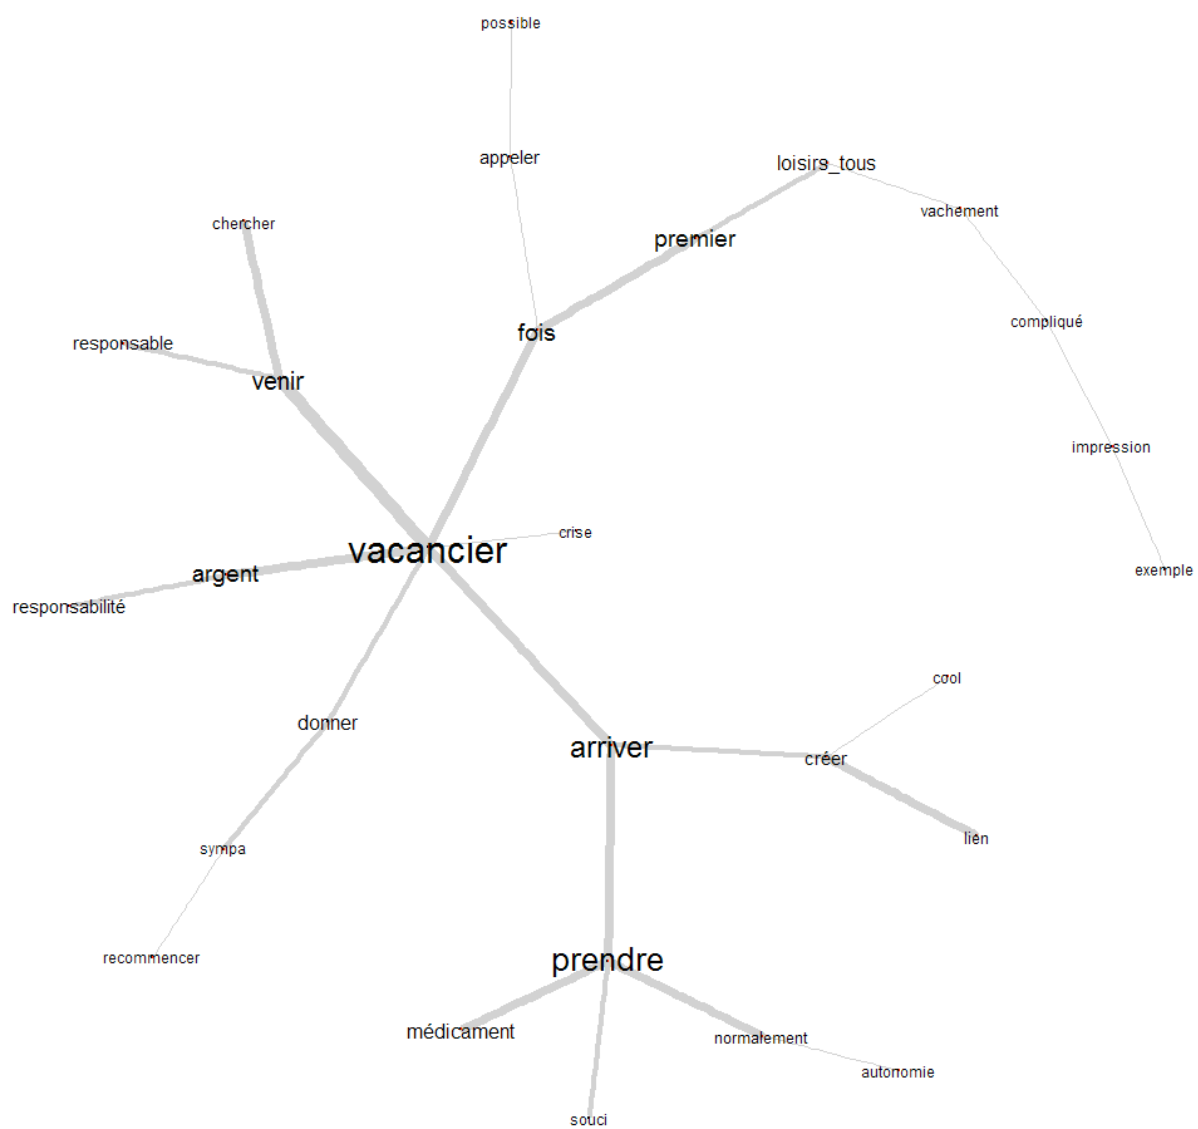 possible
appeler
loisirs_tous
vachement
chercher
premier
compliqué
fois
responsable
venir
impression
crise
vacancier
exemple
argent
responsabilité
cool
donner
arriver
créer
lien
sympa
recommencer
prendre
médicament
normalement
autonomie
souci